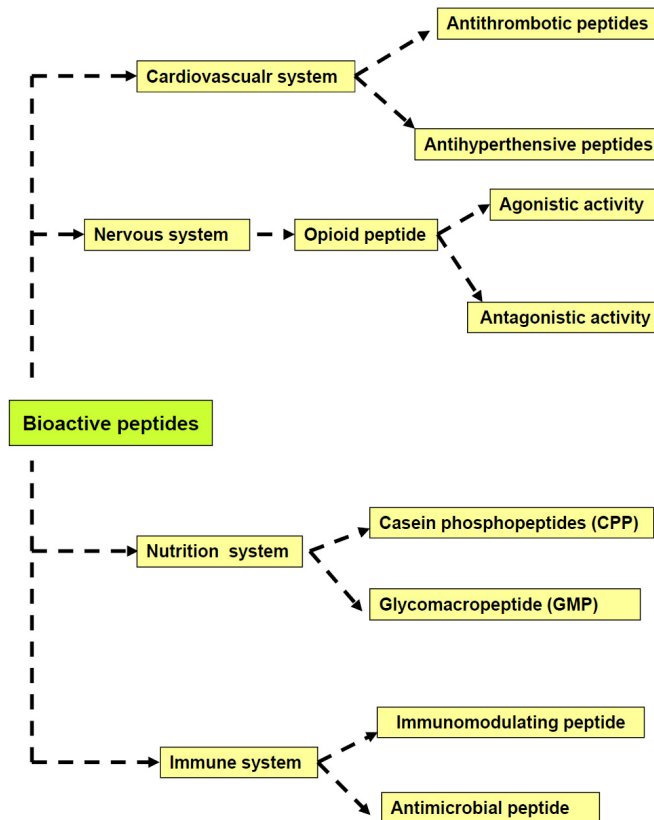 Antithrombotic peptides
Cardiovascualr system
Antihyperthensive peptides
Agonistic activity
Nervous system
Opioid peptide
Antagonistic activity
Bioactive peptides
Casein phosphopeptides (CPP)
Nutrition system
Glycomacropeptide (GMP)
Immunomodulating peptide
Immune system
Antimicrobial peptide